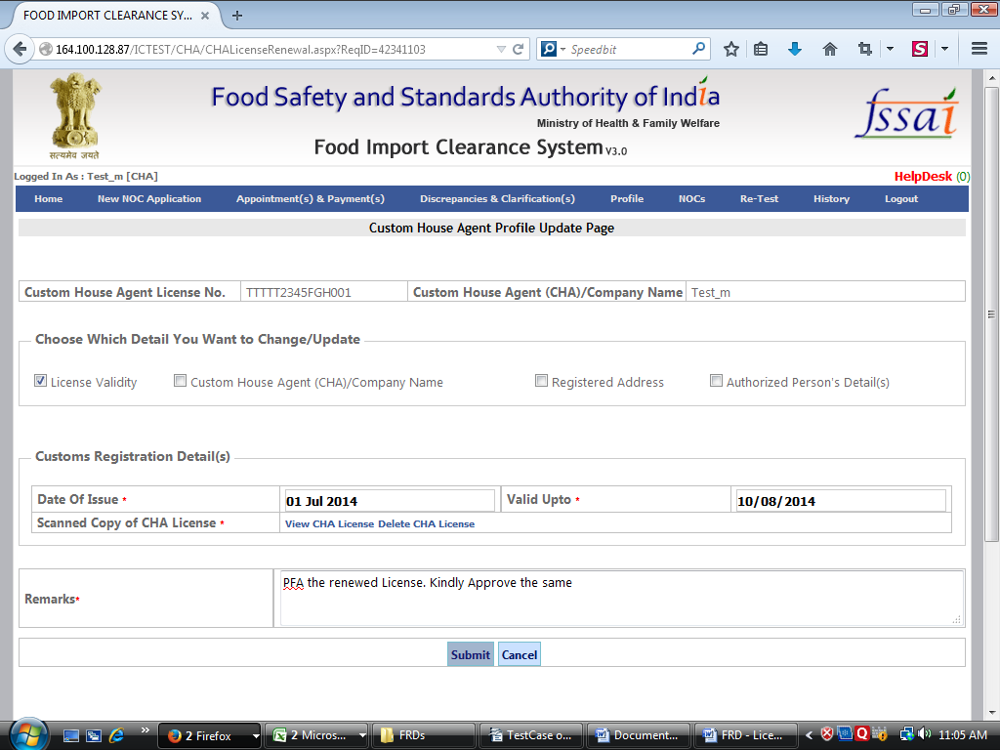 FOOD IMPORT CLEARANCE SY...
164.100.128.87/ICTEST/CHA/CHALicenseRenewal.aspx?ReqID=42341103
Speedbit
सत्यमेव जयते
Food Safety and Standards Authority of India
Ministry of Health & Family Welfare
Food Import Clearance System V3.0
fssai
Logged In As : Test_m [CHA]
HelpDesk (0)
Home New NOC Application Appointment(s) & Payment(s) Discrepancies & Clarification(s) Profile NOCs Re-Test History Logout
Custom House Agent Profile Update Page
Custom House Agent License No. TTTTT2345FGH001 Custom House Agent (CHA)/Company Name Test_m
Choose Which Detail You Want to Change/Update
License Validity Custom House Agent (CHA)/Company Name Registered Address Authorized Person's Detail(s)
Customs Registration Detail(s)
Date Of Issue * 01 Jul 2014 Valid Upto * 10/08/2014
Scanned Copy of CHA License * View CHA License Delete CHA License
Remarks* PFA the renewed License. Kindly Approve the same
Submit Cancel
2 Firefox 2 Micros... FRDs TestCase o... Document... FRD - Lice... 11:05 AM